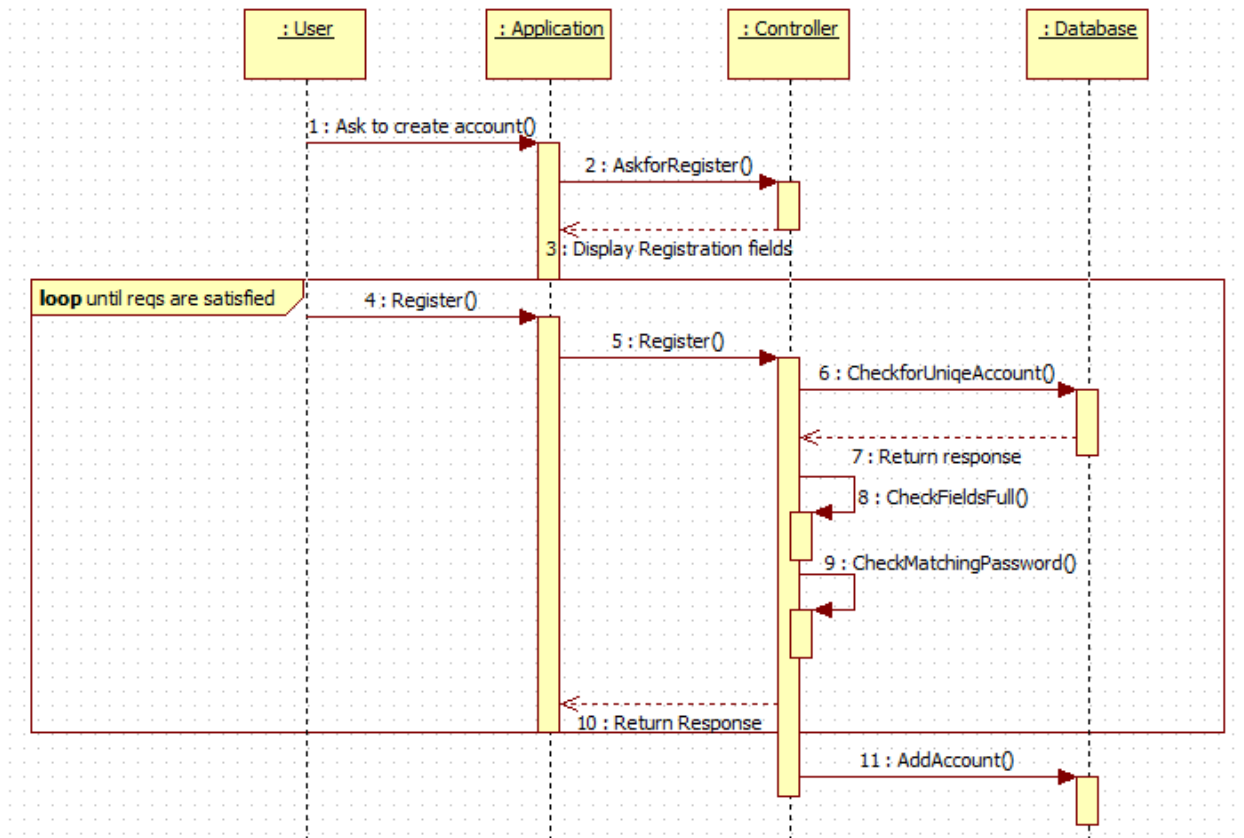 : User
: Application
: Controller
: Database
1 : Ask to create account()
2 : AskforRegister()
3 : Display Registration fields
loop until reqs are satisfied
4 : Register()
5 : Register()
6 : CheckforUniqeAccount()
7 : Return response
8 : CheckFieldsFull()
9 : CheckMatchingPassword()
10 : Return Response
11 : AddAccount()